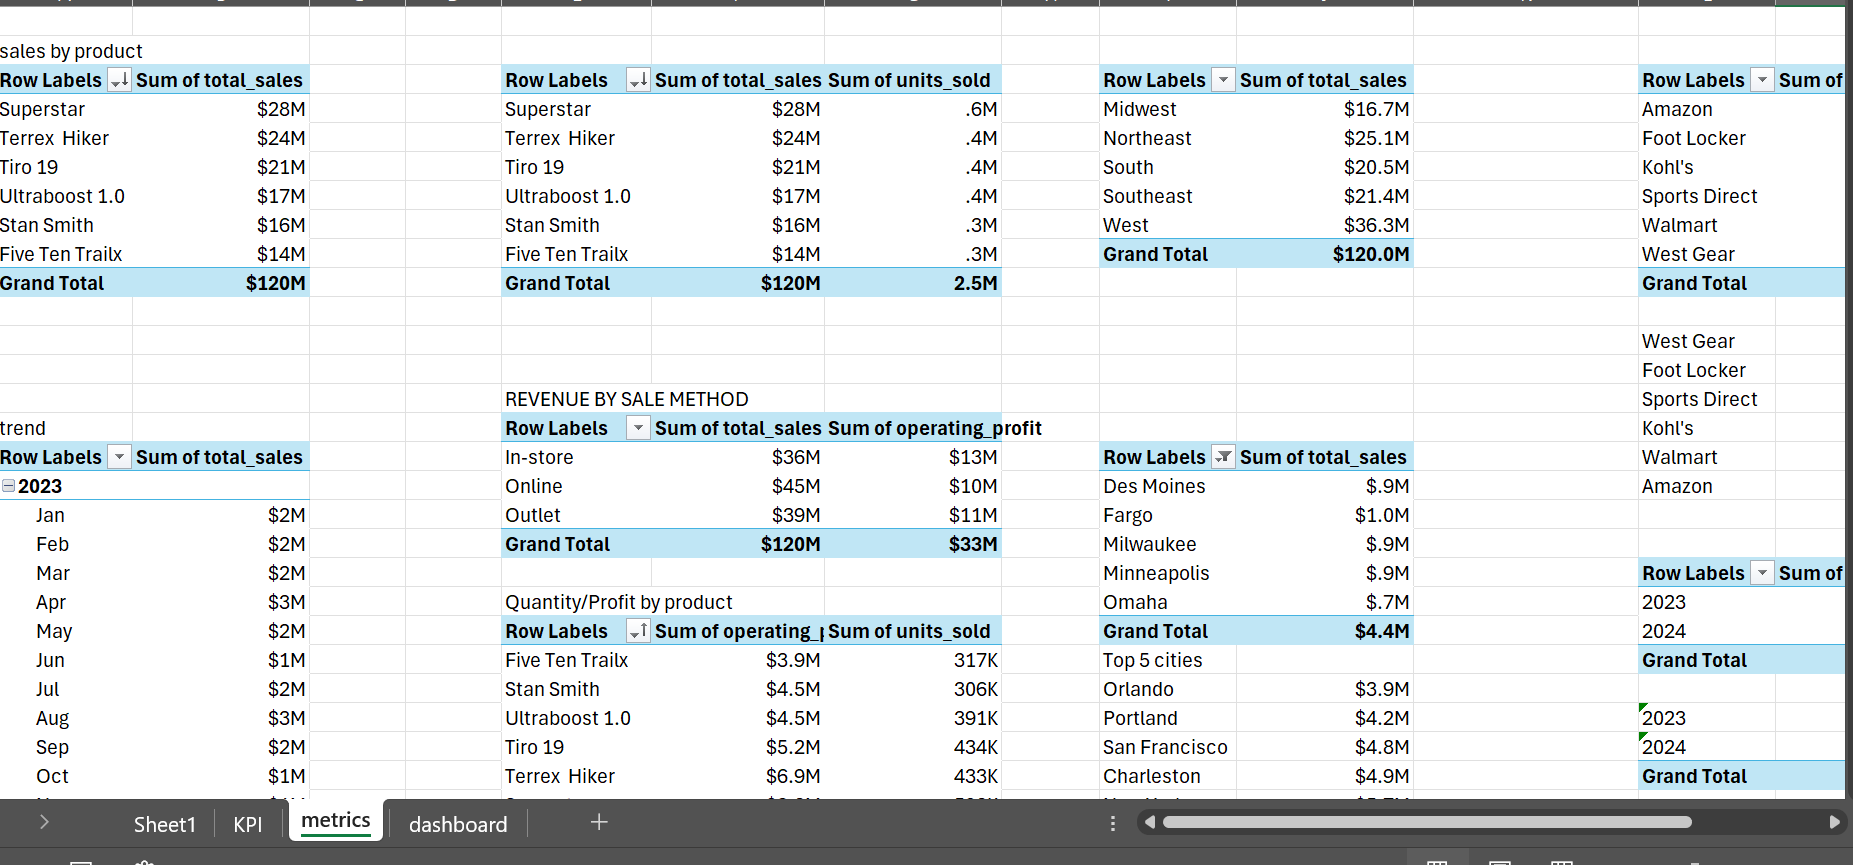 sales by product
Row Labels Sum of total_sales Row Labels Sum of total_sales Sum of units_sold Row Labels Sum of total_sales Row Labels Sum of
Superstar $28M Superstar $28M .6M Midwest $16.7M Amazon
Terrex Hiker $24M Terrex Hiker $24M .4M Northeast $25.1M Foot Locker
Tiro 19 $21M Tiro 19 $21M .4M South $20.5M Kohl's
Ultraboost 1.0 $17M Ultraboost 1.0 $17M .4M Southeast $21.4M Sports Direct
Stan Smith $16M Stan Smith $16M .3M West $36.3M Walmart
Five Ten Trailx $14M Five Ten Trailx $14M .3M Grand Total $120.0M West Gear
Grand Total $120M Grand Total $120M 2.5M Grand Total
West Gear
Foot Locker
REVENUE BY SALE METHOD Sports Direct
trend Row Labels Sum of total_sales Sum of operating_profit Kohl's
Row Labels Sum of total_sales In-store $36M $13M Row Labels Sum of total_sales Walmart
2023 Online $45M $10M Des Moines $.9M Amazon
Jan $2M Outlet $39M $11M Fargo $1.0M
Feb $2M Grand Total $120M $33M Milwaukee $.9M
Mar $2M Minneapolis $.9M Row Labels Sum of
Apr $3M Quantity/Profit by product Omaha $.7M 2023
May $2M Row Labels Sum of operating_ Sum of units_sold Grand Total $4.4M 2024
Jun $1M Five Ten Trailx $3.9M 317K Top 5 cities Grand Total
Jul $2M Stan Smith $4.5M 306K Orlando $3.9M
Aug $3M Ultraboost 1.0 $4.5M 391K Portland $4.2M 2023
Sep $2M Tiro 19 $5.2M 434K San Francisco $4.8M 2024
Oct $1M Terrex Hiker $6.9M 433K Charleston $4.9M Grand Total
Sheet1 KPI metrics dashboard